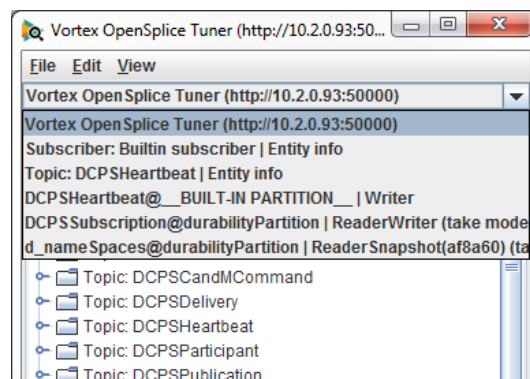 Vortex OpenSplice Tuner (http://10.2.0.93:50...
File Edit View
Vortex OpenSplice Tuner (http://10.2.0.93:50000)
Vortex OpenSplice Tuner (http://10.2.0.93:50000)
Subscriber: Builtin subscriber | Entity info
Topic: DCPSHeartbeat | Entity info
DCPSHeartbeat@__BUILT-IN PARTITION__ | Writer
DCPSSubscription@durabilityPartition | ReaderWriter (take mode
d_nameSpaces@durabilityPartition | ReaderSnapshot(af8a60) (ta
Topic: DCPSCandMCommand
Topic: DCPSDelivery
Topic: DCPSHeartbeat
Topic: DCPSParticipant
Topic: DCPSPublication